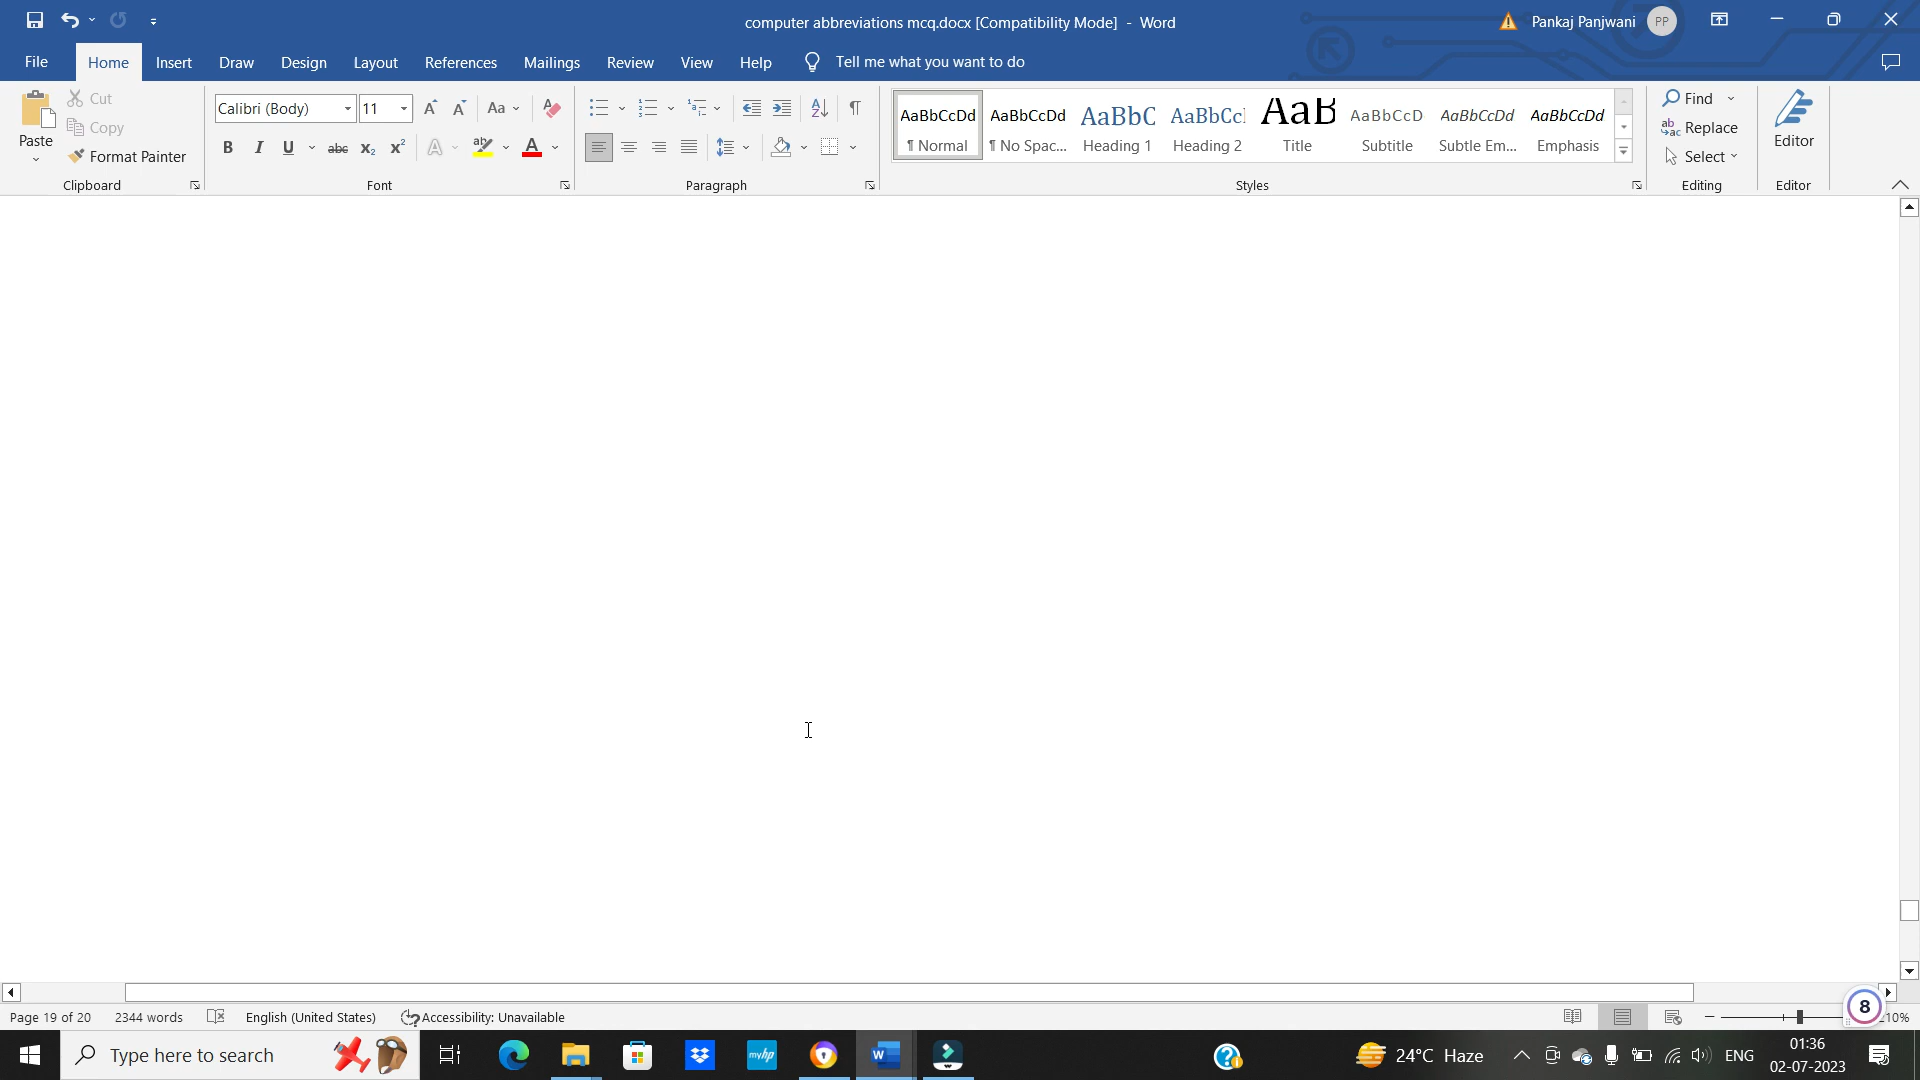 computer abbreviations mcq.docx [Compatibility Mode] - Word
Pankaj Panjwani PP
File Home Insert Draw Design Layout References Mailings Review View Help Tell me what you want to do
Paste
Cut
Copy
Format Painter
Clipboard
Calibri (Body) 11
Font
Paragraph
AaBbCcDd AaBbCcDd AaBbC AaBbCc AaB AaBbCcD AaBbCcDd AaBbCcDd
¶ Normal ¶ No Spac... Heading 1 Heading 2 Title Subtitle Subtle Em... Emphasis
Styles
Find
Replace
Select
Editing
Editor
Editor
Page 19 of 20 2344 words English (United States) Accessibility: Unavailable
8
Type here to search
24°C Haze
ENG
01:36
02-07-2023